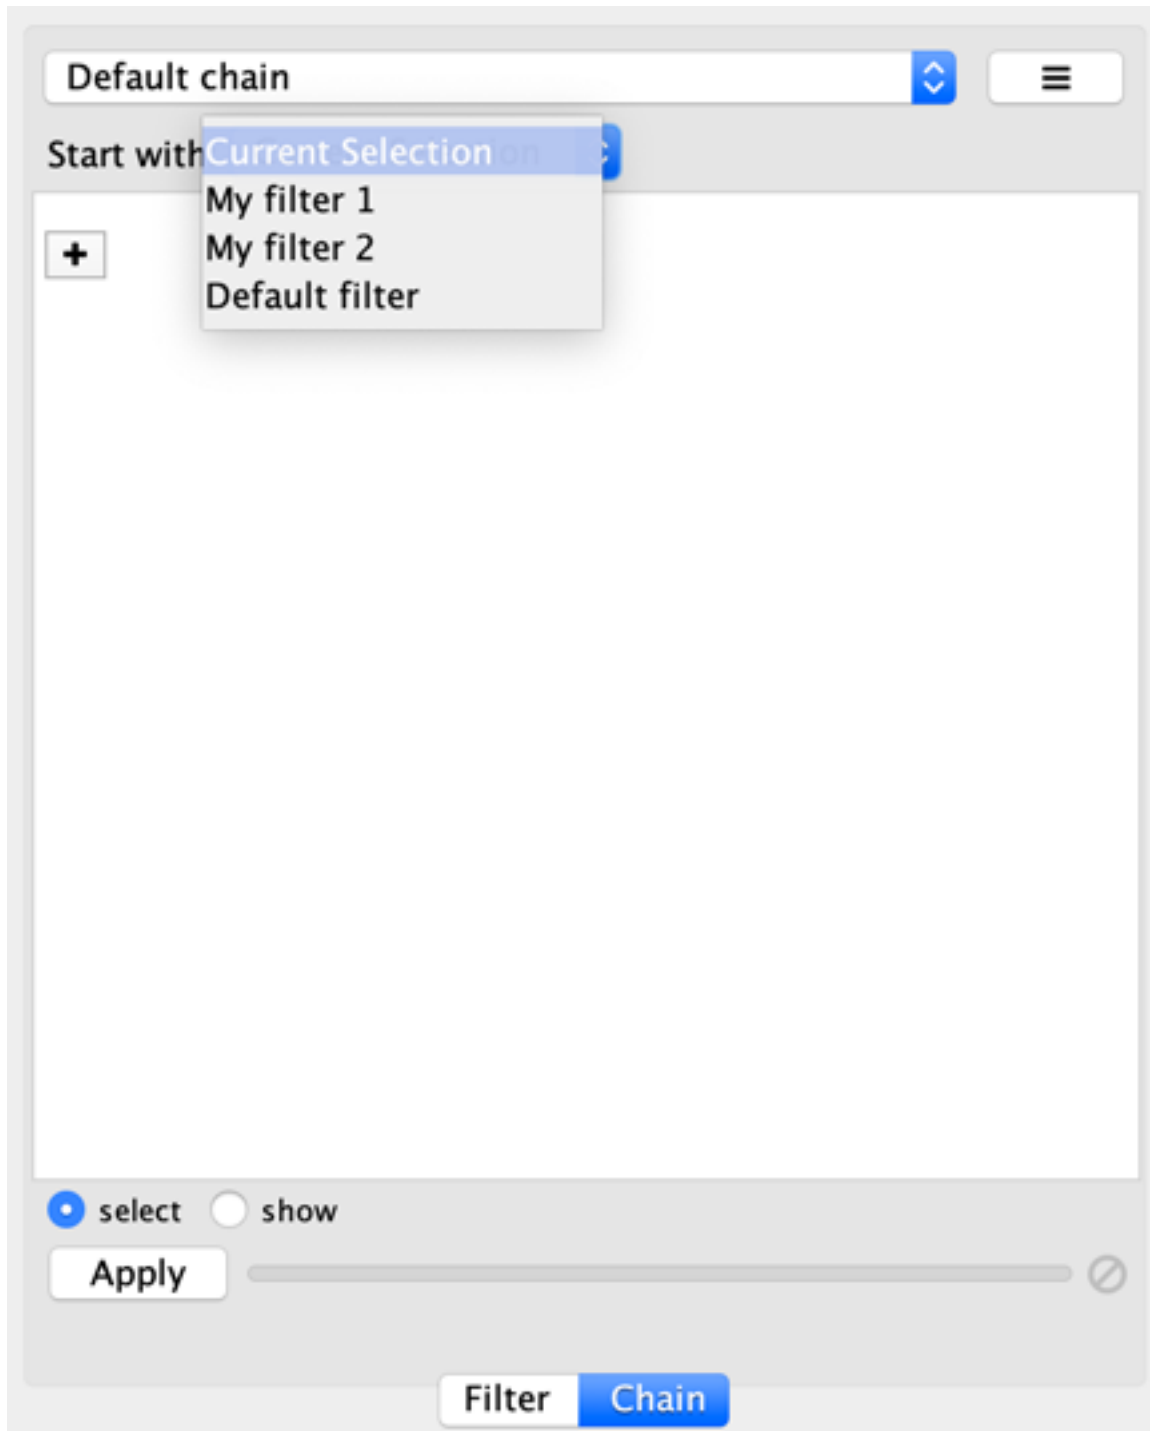 Default chain
Start with Current Selection
My filter 1
My filter 2
Default filter
select show
Apply
Filter Chain